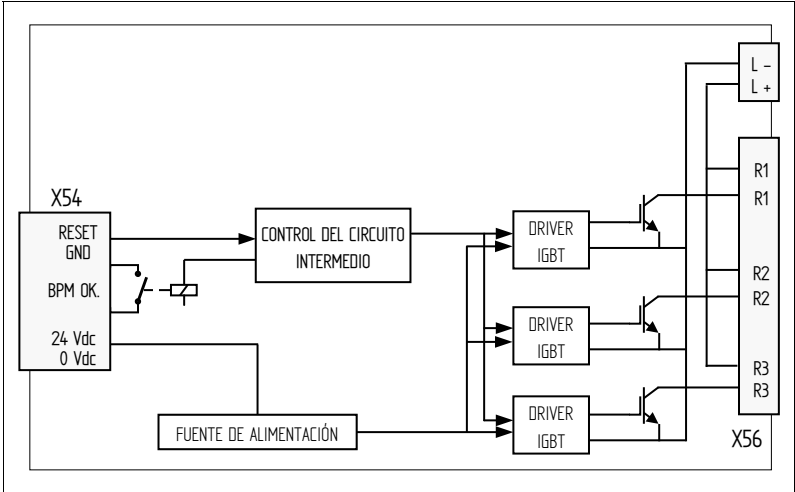 L -
L +
X54
RESET
GND
BPM OK.
24 Vdc
0 Vdc
CONTROL DEL CIRCUITO
INTERMEDIO
FUENTE DE ALIMENTACIÓN
DRIVER
IGBT
DRIVER
IGBT
DRIVER
IGBT
R1
R1
R2
R2
R3
R3
X56